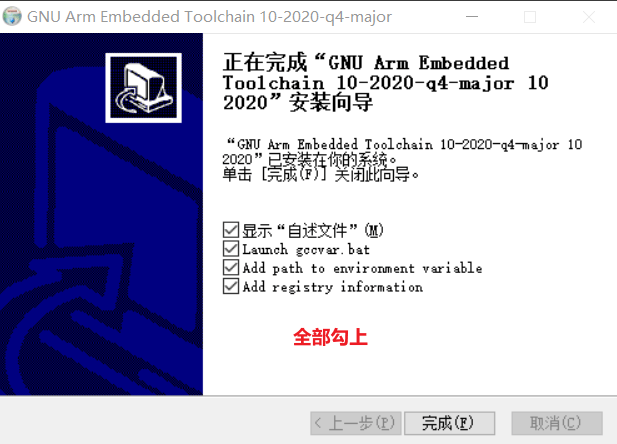 GNU Arm Embedded Toolchain 10-2020-q4-major
正在完成“GNU Arm Embedded
Toolchain 10-2020-q4-major 10
2020”安装向导
“GNU Arm Embedded Toolchain 10-2020-q4-major 10
2020”已安装在你的系统。
单击 [完成(F)] 关闭此向导。
显示“自述文件”(M)
Launch gccvar.bat
Add path to environment variable
Add registry information
全部勾上
< 上一步(P) 完成(F) 取消(C)